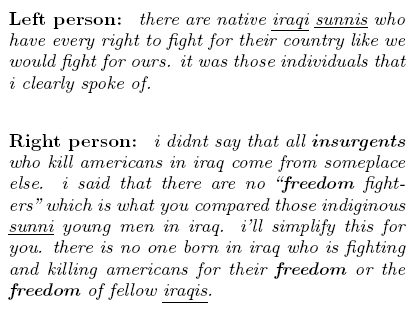 Left person: there are native iraqi sunnis who
have every right to fight for their country like we
would fight for ours. it was those individuals that
i clearly spoke of.
Right person: i didnt say that all insurgents
who kill americans in iraq come from someplace
else. i said that there are no “freedom fight-
ers” which is what you compared those indiginous
sunni young men in iraq. i'll simplify this for
you. there is no one born in iraq who is fighting
and killing americans for their freedom or the
freedom of fellow iraqis.